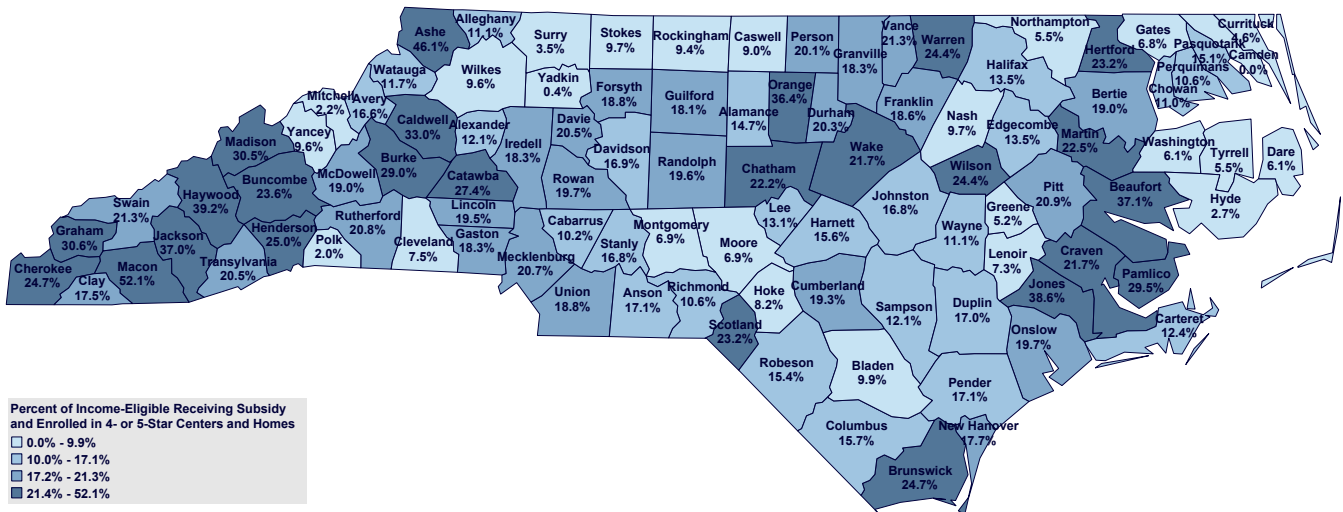 Ashe
46.1%
Alleghany
11.1%
Surry
3.5%
Stokes
9.7%
Rockingham
9.4%
Caswell
9.0%
Person
20.1%
Granville
18.3%
Vance
21.3%
Warren
24.4%
Northampton
5.5%
Hertford
23.2%
Gates
6.8%
Pasquotank
15.1%
Currituck
4.6%
Camden
0.0%
Perquimans
10.6%
Chowan
11.0%
Watauga
11.7%
Wilkes
9.6%
Yadkin
0.4%
Forsyth
18.8%
Guilford
18.1%
Alamance
14.7%
Orange
36.4%
Durham
20.3%
Franklin
18.6%
Halifax
13.5%
Bertie
19.0%
Mitchell
2.2%
Avery
16.6%
Caldwell
33.0%
Alexander
12.1%
Iredell
18.3%
Davie
20.5%
Davidson
16.9%
Randolph
19.6%
Chatham
22.2%
Wake
21.7%
Nash
9.7%
Edgecombe
13.5%
Martin
22.5%
Washington
6.1%
Tyrrell
5.5%
Dare
6.1%
Madison
30.5%
Yancey
9.6%
Burke
29.0%
Catawba
27.4%
Rowan
19.7%
Wilson
24.4%
Pitt
20.9%
Beaufort
37.1%
Hyde
2.7%
Haywood
39.2%
Buncombe
23.6%
McDowell
19.0%
Lincoln
19.5%
Johnston
16.8%
Greene
5.2%
Swain
21.3%
Graham
30.6%
Jackson
37.0%
Henderson
25.0%
Rutherford
20.8%
Polk
2.0%
Cleveland
7.5%
Gaston
18.3%
Cabarrus
10.2%
Stanly
16.8%
Montgomery
6.9%
Moore
6.9%
Lee
13.1%
Harnett
15.6%
Wayne
11.1%
Lenoir
7.3%
Craven
21.7%
Pamlico
29.5%
Cherokee
24.7%
Clay
17.5%
Macon
52.1%
Transylvania
20.5%
Mecklenburg
20.7%
Union
18.8%
Anson
17.1%
Richmond
10.6%
Hoke
8.2%
Cumberland
19.3%
Sampson
12.1%
Duplin
17.0%
Jones
38.6%
Onslow
19.7%
Carteret
12.4%
Scotland
23.2%
Robeson
15.4%
Bladen
9.9%
Pender
17.1%
Columbus
15.7%
New Hanover
17.7%
Brunswick
24.7%
Percent of Income-Eligible Receiving Subsidy
and Enrolled in 4- or 5-Star Centers and Homes
0.0% - 9.9%
10.0% - 17.1%
17.2% - 21.3%
21.4% - 52.1%